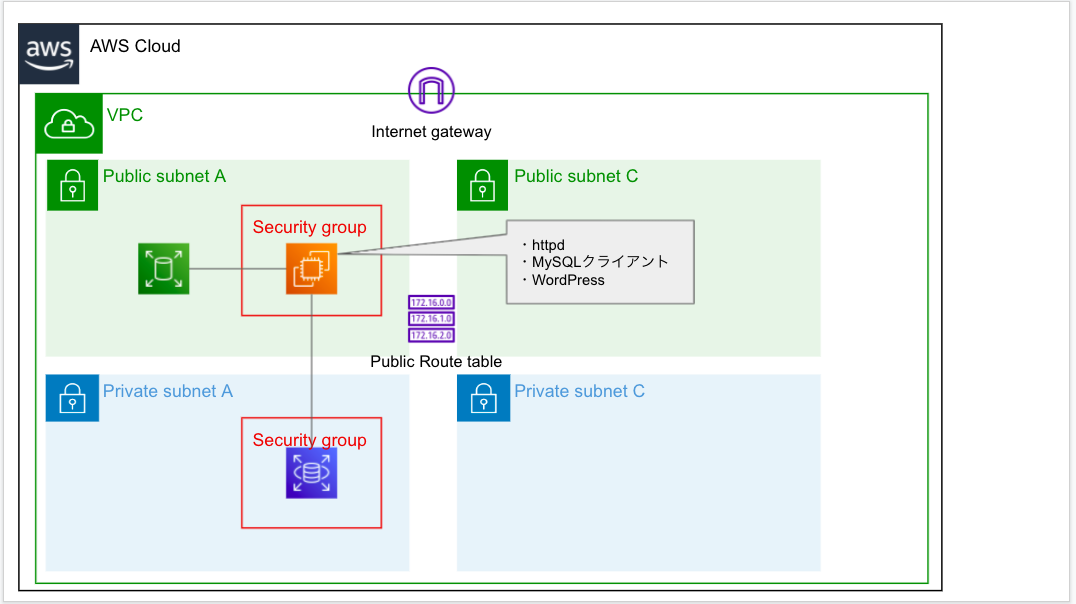 aws
AWS Cloud
Internet gateway
VPC
Public subnet A
Public subnet C
Security group
・httpd
・MySQLクライアント
・WordPress
172.16.0.0
172.16.1.0
172.16.2.0
Public Route table
Private subnet A
Private subnet C
Security group